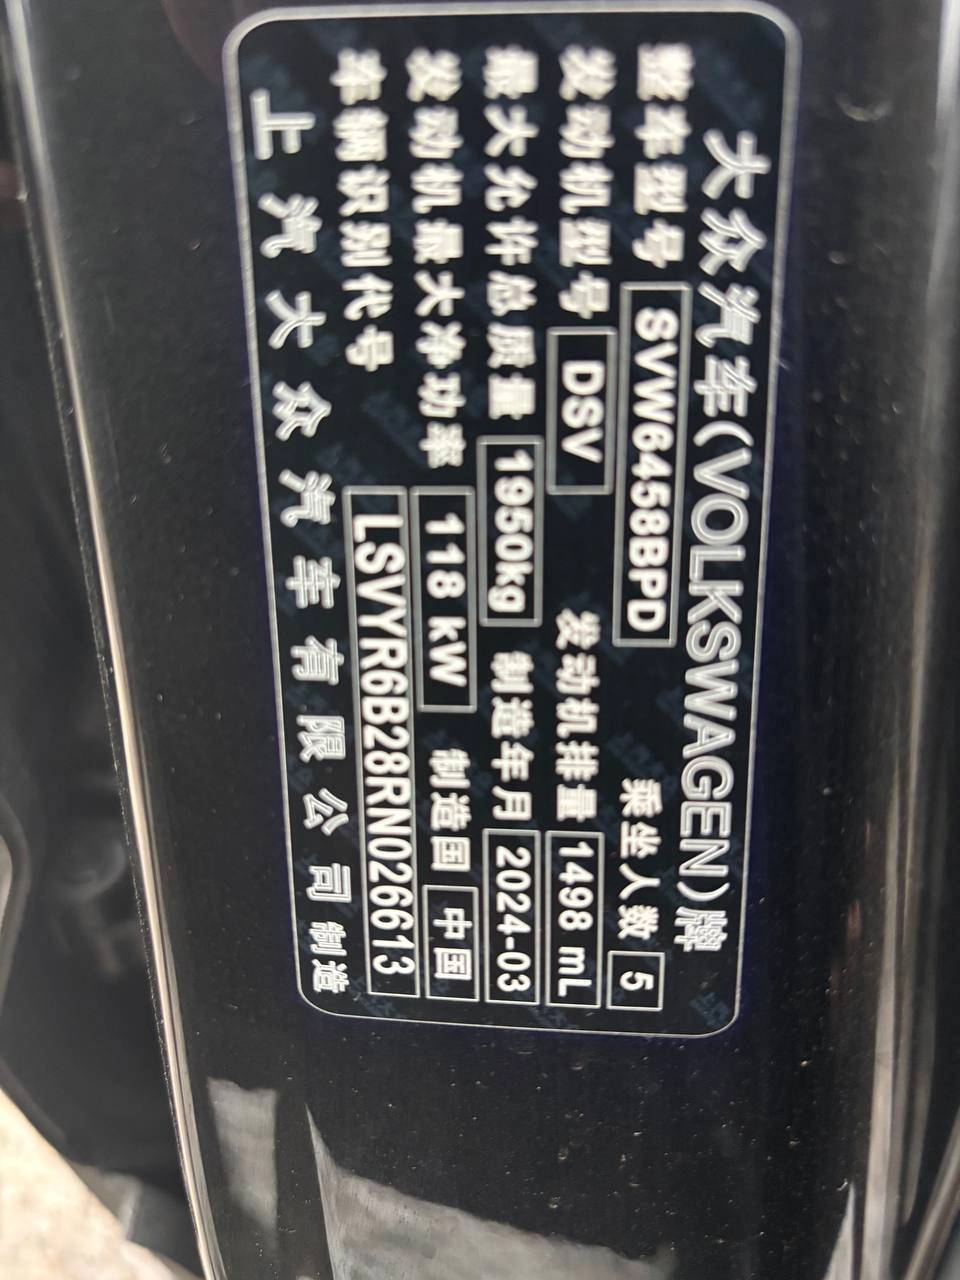 大众汽车(VOLKSWAGEN)牌
整车型号 SVW6458BPD 乘坐人数 5
发动机型号 DSV 发动机排量 1498 mL
最大允许总质量 1950kg 制造年月 2024-03
发动机最大净功率 118 kW 制造国 中国
车辆识别代号 LSVYR6B28RN026613
上汽大众汽车有限公司 制造